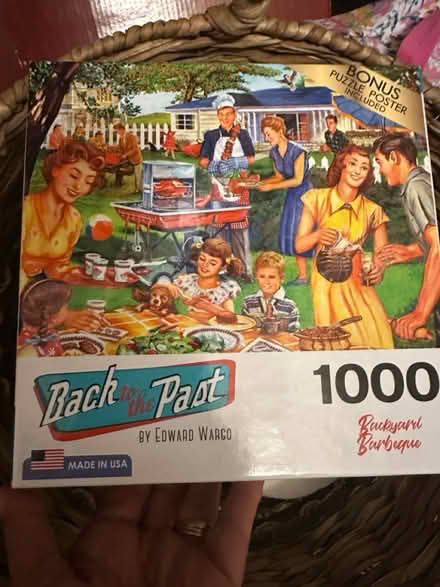 BONUS
PUZZLE POSTER
INCLUDED
Back to the Past
BY EDWARD WARGO
1000
Backyard
Barbeque
MADE IN USA